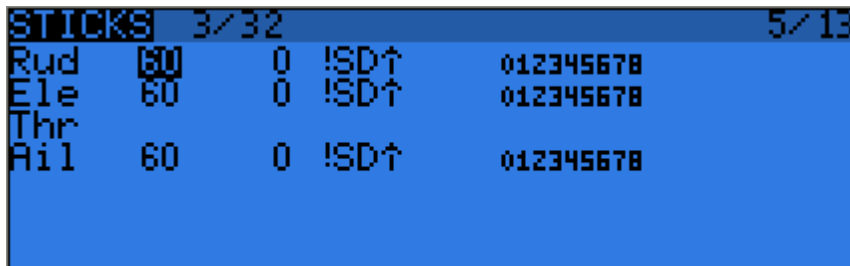 STICKS 3/32 5/13
Rud 60 0 !SD↑ 012345678
Ele 60 0 !SD↑ 012345678
Thr
Ail 60 0 !SD↑ 012345678